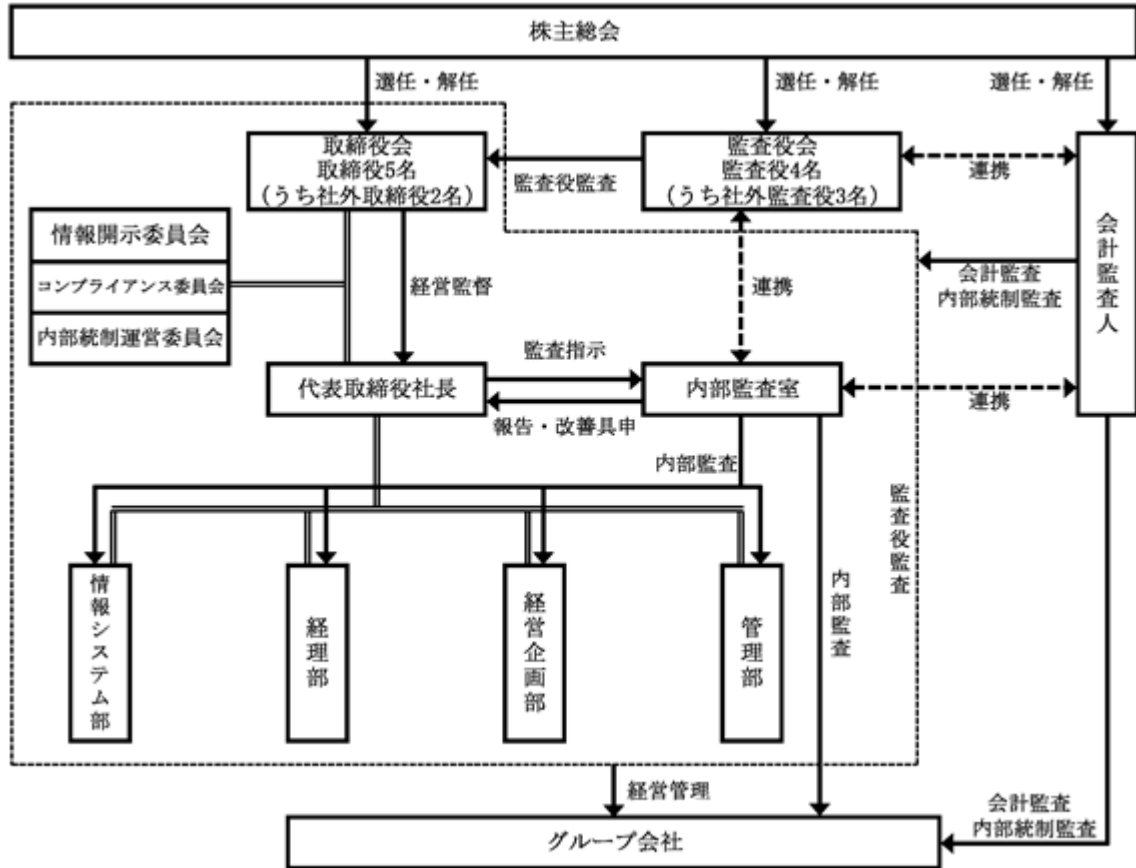 株主総会
選任・解任
選任・解任
選任・解任
取締役会
取締役5名
(うち社外取締役2名)
監査役監査
監査役会
監査役4名
(うち社外監査役3名)
連携
会計監査人
情報開示委員会
コンプライアンス委員会
内部統制運営委員会
経営監督
連携
会計監査
内部統制監査
代表取締役社長
監査指示
報告・改善具申
内部監査室
連携
内部監査
監査役監査
内部監査
情報システム部
経理部
経営企画部
管理部
経営管理
会計監査
内部統制監査
グループ会社